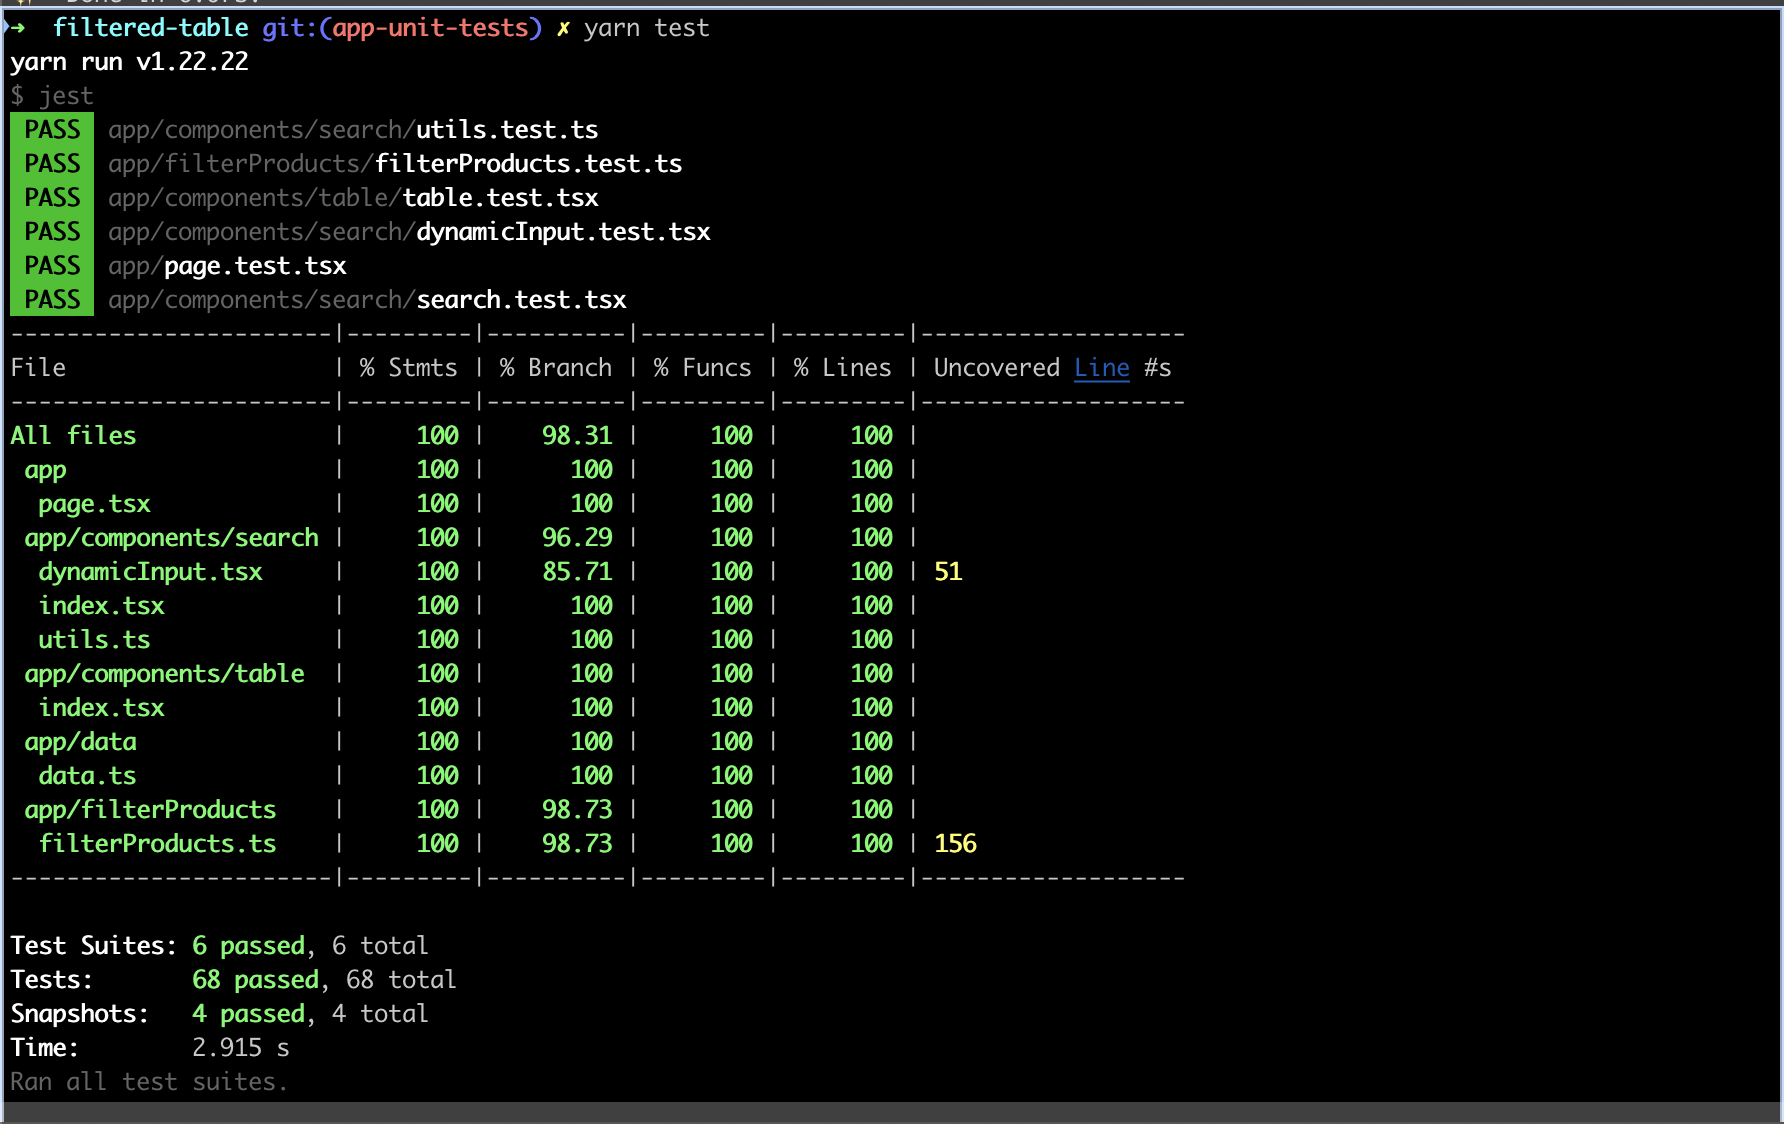 ➜  filtered-table git:(app-unit-tests) ✗ yarn test
yarn run v1.22.22
$ jest
 PASS  app/components/search/utils.test.ts
 PASS  app/filterProducts/filterProducts.test.ts
 PASS  app/components/table/table.test.tsx
 PASS  app/components/search/dynamicInput.test.tsx
 PASS  app/page.test.tsx
 PASS  app/components/search/search.test.tsx
-----------------------|---------|----------|---------|---------|-------------------
File                   | % Stmts | % Branch | % Funcs | % Lines | Uncovered Line #s
-----------------------|---------|----------|---------|---------|-------------------
All files              |     100 |    98.31 |     100 |     100 |
 app                   |     100 |      100 |     100 |     100 |
  page.tsx             |     100 |      100 |     100 |     100 |
 app/components/search |     100 |    96.29 |     100 |     100 |
  dynamicInput.tsx     |     100 |    85.71 |     100 |     100 | 51
  index.tsx            |     100 |      100 |     100 |     100 |
  utils.ts             |     100 |      100 |     100 |     100 |
 app/components/table  |     100 |      100 |     100 |     100 |
  index.tsx            |     100 |      100 |     100 |     100 |
 app/data              |     100 |      100 |     100 |     100 |
  data.ts              |     100 |      100 |     100 |     100 |
 app/filterProducts    |     100 |    98.73 |     100 |     100 |
  filterProducts.ts    |     100 |    98.73 |     100 |     100 | 156
-----------------------|---------|----------|---------|---------|-------------------
Test Suites: 6 passed, 6 total
Tests:       68 passed, 68 total
Snapshots:   4 passed, 4 total
Time:        2.915 s
Ran all test suites.